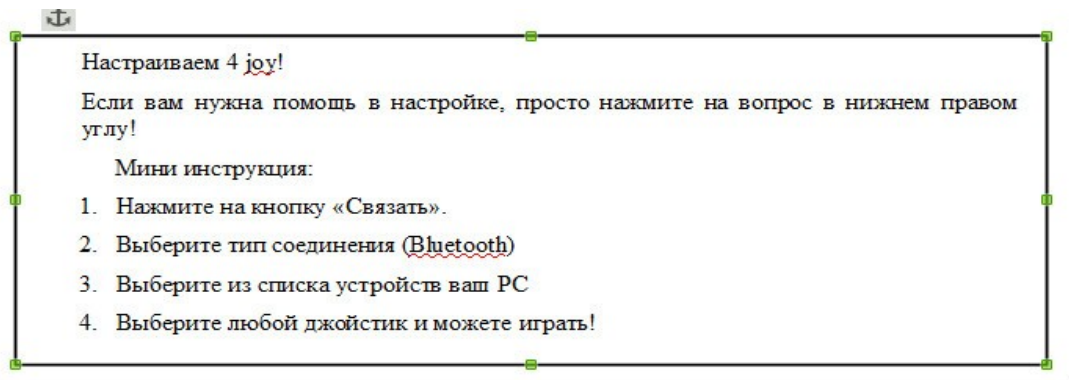 Настраиваем 4 joy!
Если вам нужна помощь в настройке, просто нажмите на вопрос в нижнем правом
углу!
Мини инструкция:
1. Нажмите на кнопку «Связать».
2. Выберите тип соединения (Bluetooth)
3. Выберите из списка устройств ваш PC
4. Выберите любой джойстик и можете играть!